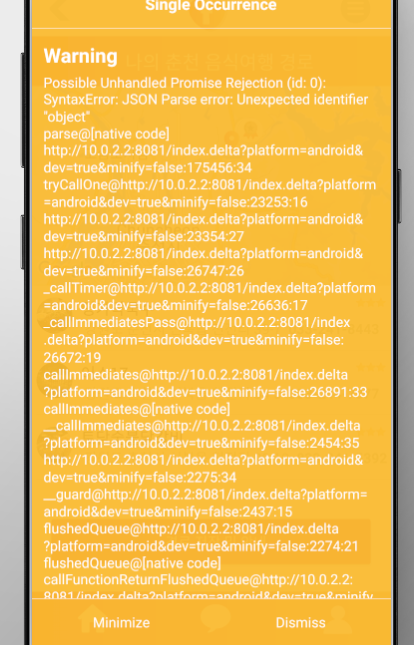 Single Occurrence
Warning
Possible Unhandled Promise Rejection (id: 0):
SyntaxError: JSON Parse error: Unexpected identifier
"object"
parse@[native code]
http://10.0.2.2:8081/index.delta?platform=android&
dev=true&minify=false:175456:34
tryCallOne@http://10.0.2.2:8081/index.delta?platform
=android&dev=true&minify=false:23253:16
http://10.0.2.2:8081/index.delta?platform=android&
dev=true&minify=false:23354:27
http://10.0.2.2:8081/index.delta?platform=android&
dev=true&minify=false:26747:26
_callTimer@http://10.0.2.2:8081/index.delta?platform
=android&dev=true&minify=false:26636:17
_callImmediatesPass@http://10.0.2.2:8081/index
.delta?platform=android&dev=true&minify=false:
26672:19
callImmediates@http://10.0.2.2:8081/index.delta
?platform=android&dev=true&minify=false:26891:33
callImmediates@[native code]
__callImmediates@http://10.0.2.2:8081/index.delta
?platform=android&dev=true&minify=false:2454:35
http://10.0.2.2:8081/index.delta?platform=android&
dev=true&minify=false:2275:34
__guard@http://10.0.2.2:8081/index.delta?platform=
android&dev=true&minify=false:2437:15
flushedQueue@http://10.0.2.2:8081/index.delta
?platform=android&dev=true&minify=false:2274:21
flushedQueue@[native code]
callFunctionReturnFlushedQueue@http://10.0.2.2:
8081/index.delta?platform=android&dev=true&minify
Minimize
Dismiss